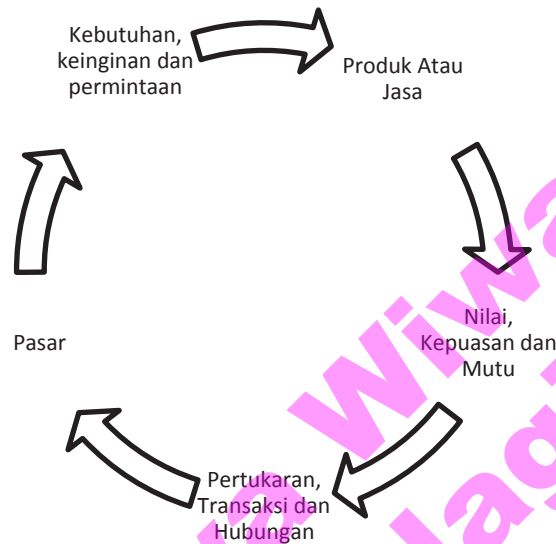 Kebutuhan,
keinginan dan
permintaan
Produk Atau
Jasa
Nilai,
Kepuasan dan
Mutu
Pertukaran,
Transaksi dan
Hubungan
Pasar